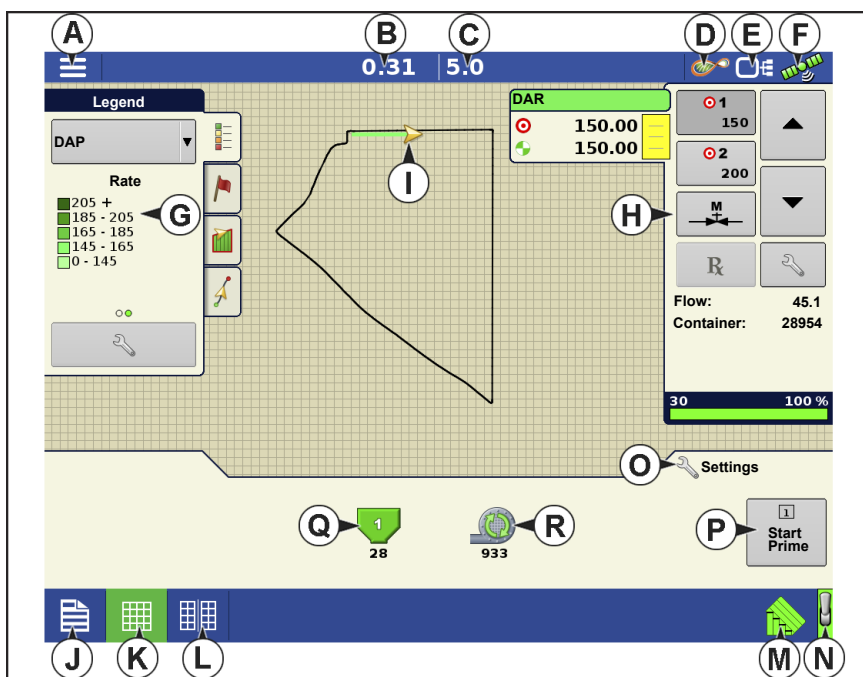 A
B
C
D
E
F
0.31
5.0
Legend
DAP
Rate
205 +
185 - 205
165 - 185
145 - 165
0 - 145
G
I
DAR
150.00
150.00
1
150
2
200
M
H
Rx
Flow: 45.1
Container: 28954
30 100 %
O
Settings
Q
1
28
R
933
P
1
Start
Prime
J
K
L
M
N